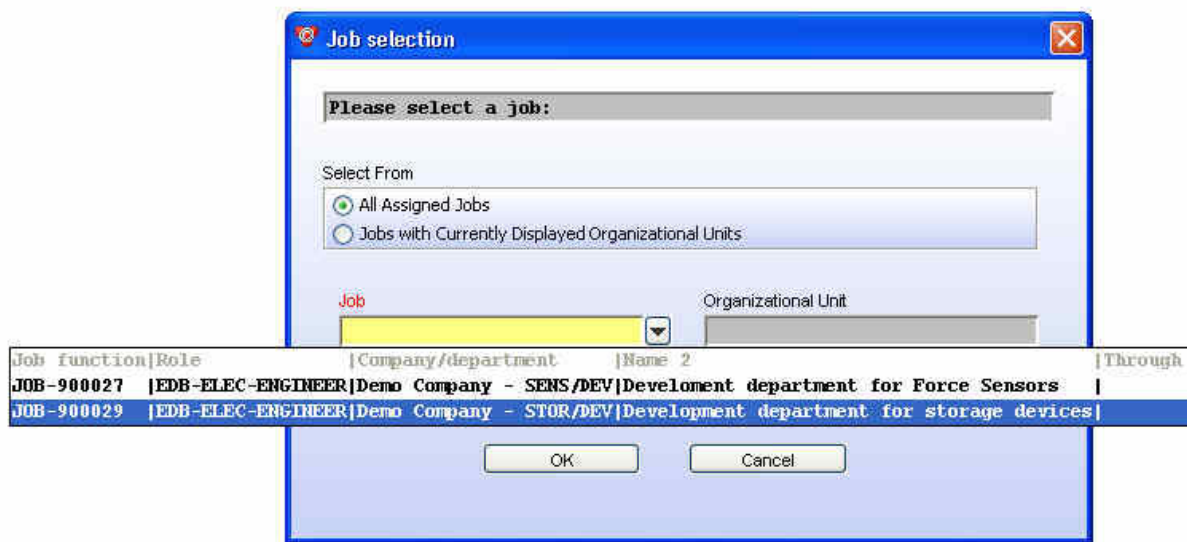 Job selection
Please select a job:
Select From
All Assigned Jobs
Jobs with Currently Displayed Organizational Units
Job Organizational Unit
Job function|Role |Company/department |Name 2 |Through
JOB-900027 |EDB-ELEC-ENGINEER|Demo Company - SENS/DEV|Develoment department for Force Sensors |
JOB-900029 |EDB-ELEC-ENGINEER|Demo Company - STOR/DEV|Development department for storage devices|
OK Cancel